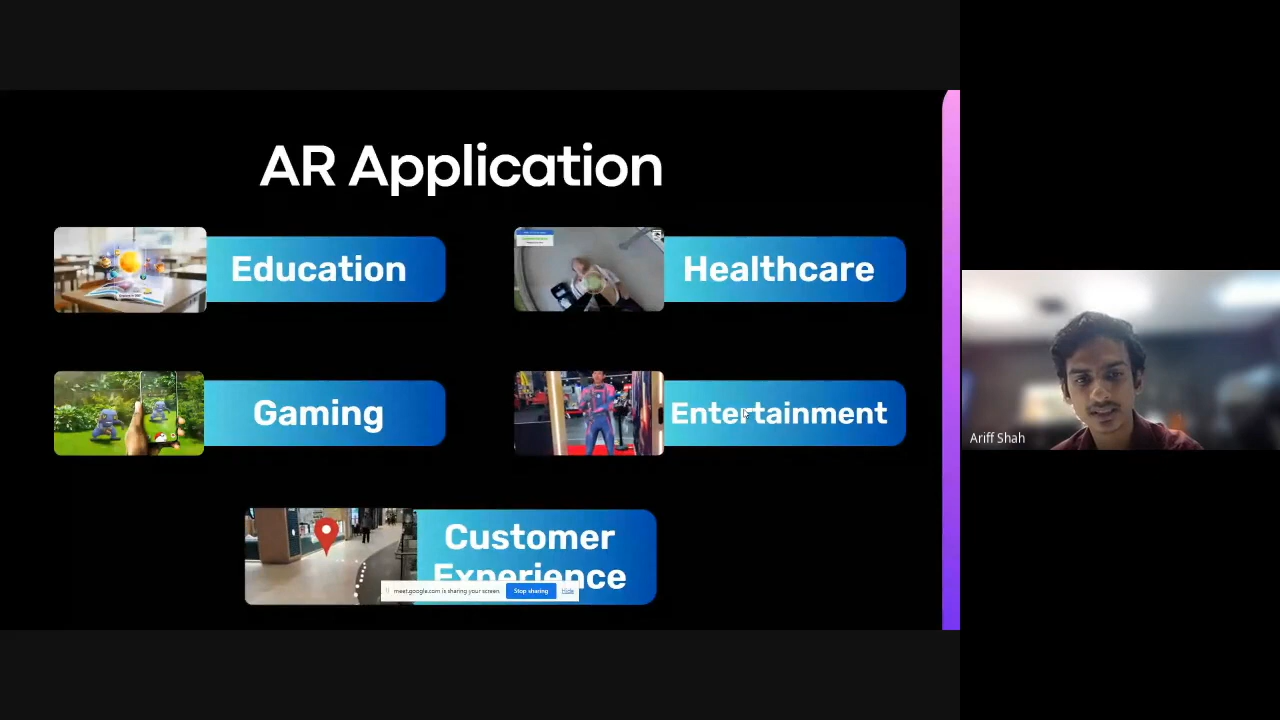 AR Application
Education
Healthcare
Gaming
Entertainment
Customer
Experience
meet.google.com is sharing your screen.
Stop sharing
Hide
Ariff Shah